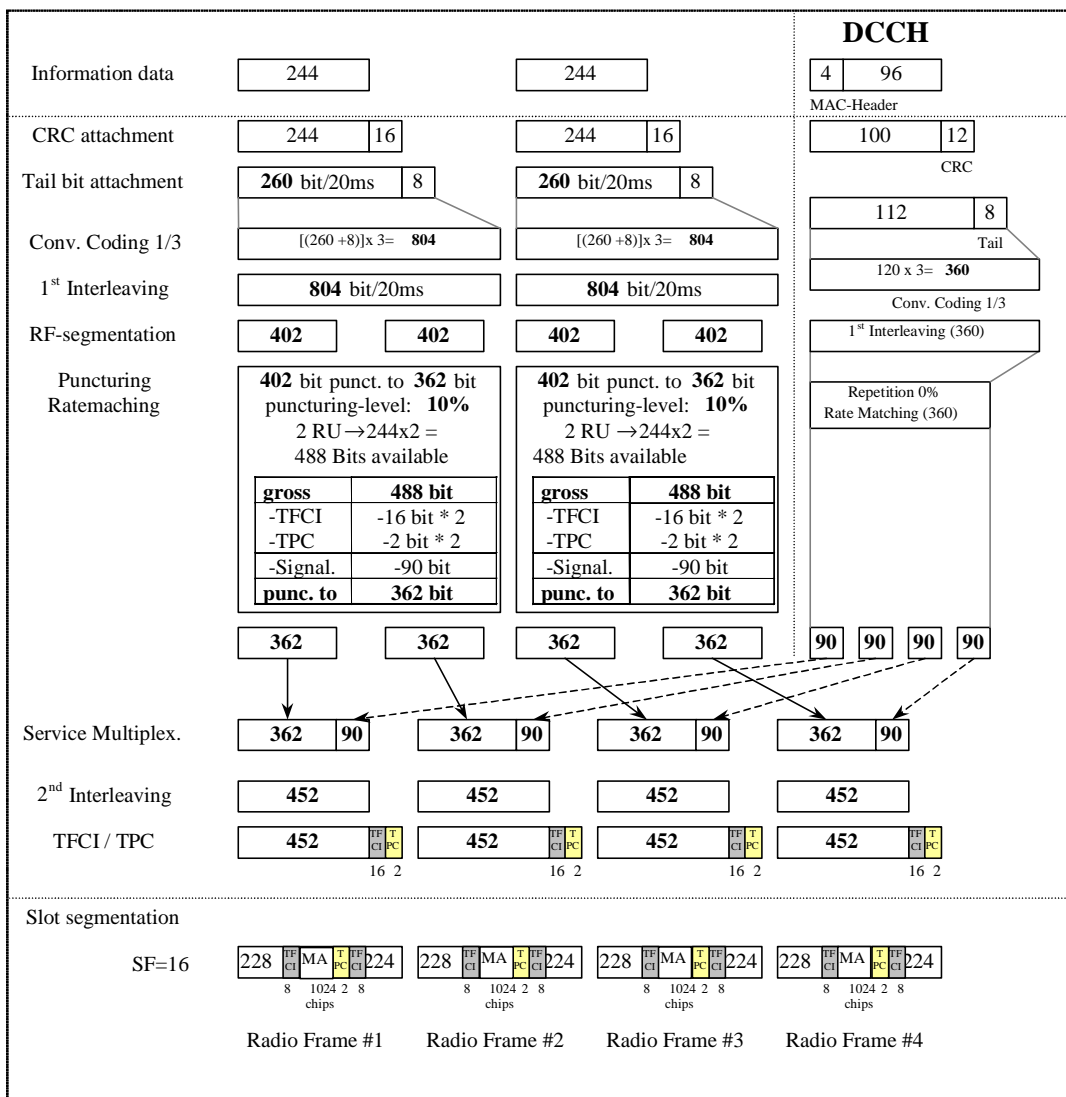 DCCH
Information data 244 244 4 96
MAC-Header
CRC attachment 244 16 244 16 100 12
CRC
Tail bit attachment 260 bit/20ms 8 260 bit/20ms 8
112 8
Tail
Conv. Coding 1/3 [(260 +8)]x 3= 804 [(260 +8)]x 3= 804
120 x 3= 360
Conv. Coding 1/3
1st Interleaving 804 bit/20ms 804 bit/20ms
RF-segmentation 402 402 402 402 1st Interleaving (360)
Puncturing
Ratemaching
402 bit punct. to 362 bit
puncturing-level: 10%
2 RU →244x2 =
488 Bits available
gross 488 bit
-TFCI -16 bit * 2
-TPC -2 bit * 2
-Signal. -90 bit
punc. to 362 bit
402 bit punct. to 362 bit
puncturing-level: 10%
2 RU →244x2 =
488 Bits available
gross 488 bit
-TFCI -16 bit * 2
-TPC -2 bit * 2
-Signal. -90 bit
punc. to 362 bit
Repetition 0%
Rate Matching (360)
362 362 362 362 90 90 90 90
Service Multiplex. 362 90 362 90 362 90 362 90
2nd Interleaving 452 452 452 452
TFCI / TPC 452 TF CI T PC 452 TF CI T PC 452 TF CI T PC 452 TF CI T PC
16 2 16 2 16 2 16 2
Slot segmentation
SF=16 228 TF CI MA T PC TF CI 224 228 TF CI MA T PC TF CI 224 228 TF CI MA T PC TF CI 224 228 TF CI MA T PC TF CI 224
8 1024 2 8 8 1024 2 8 8 1024 2 8 8 1024 2 8
chips chips chips chips
Radio Frame #1 Radio Frame #2 Radio Frame #3 Radio Frame #4